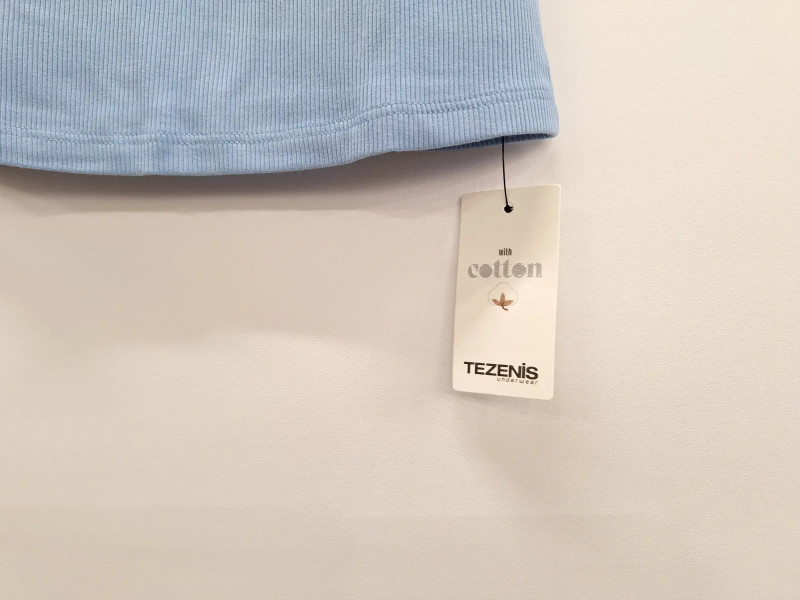 with
cotton
TEZENiS
underwear